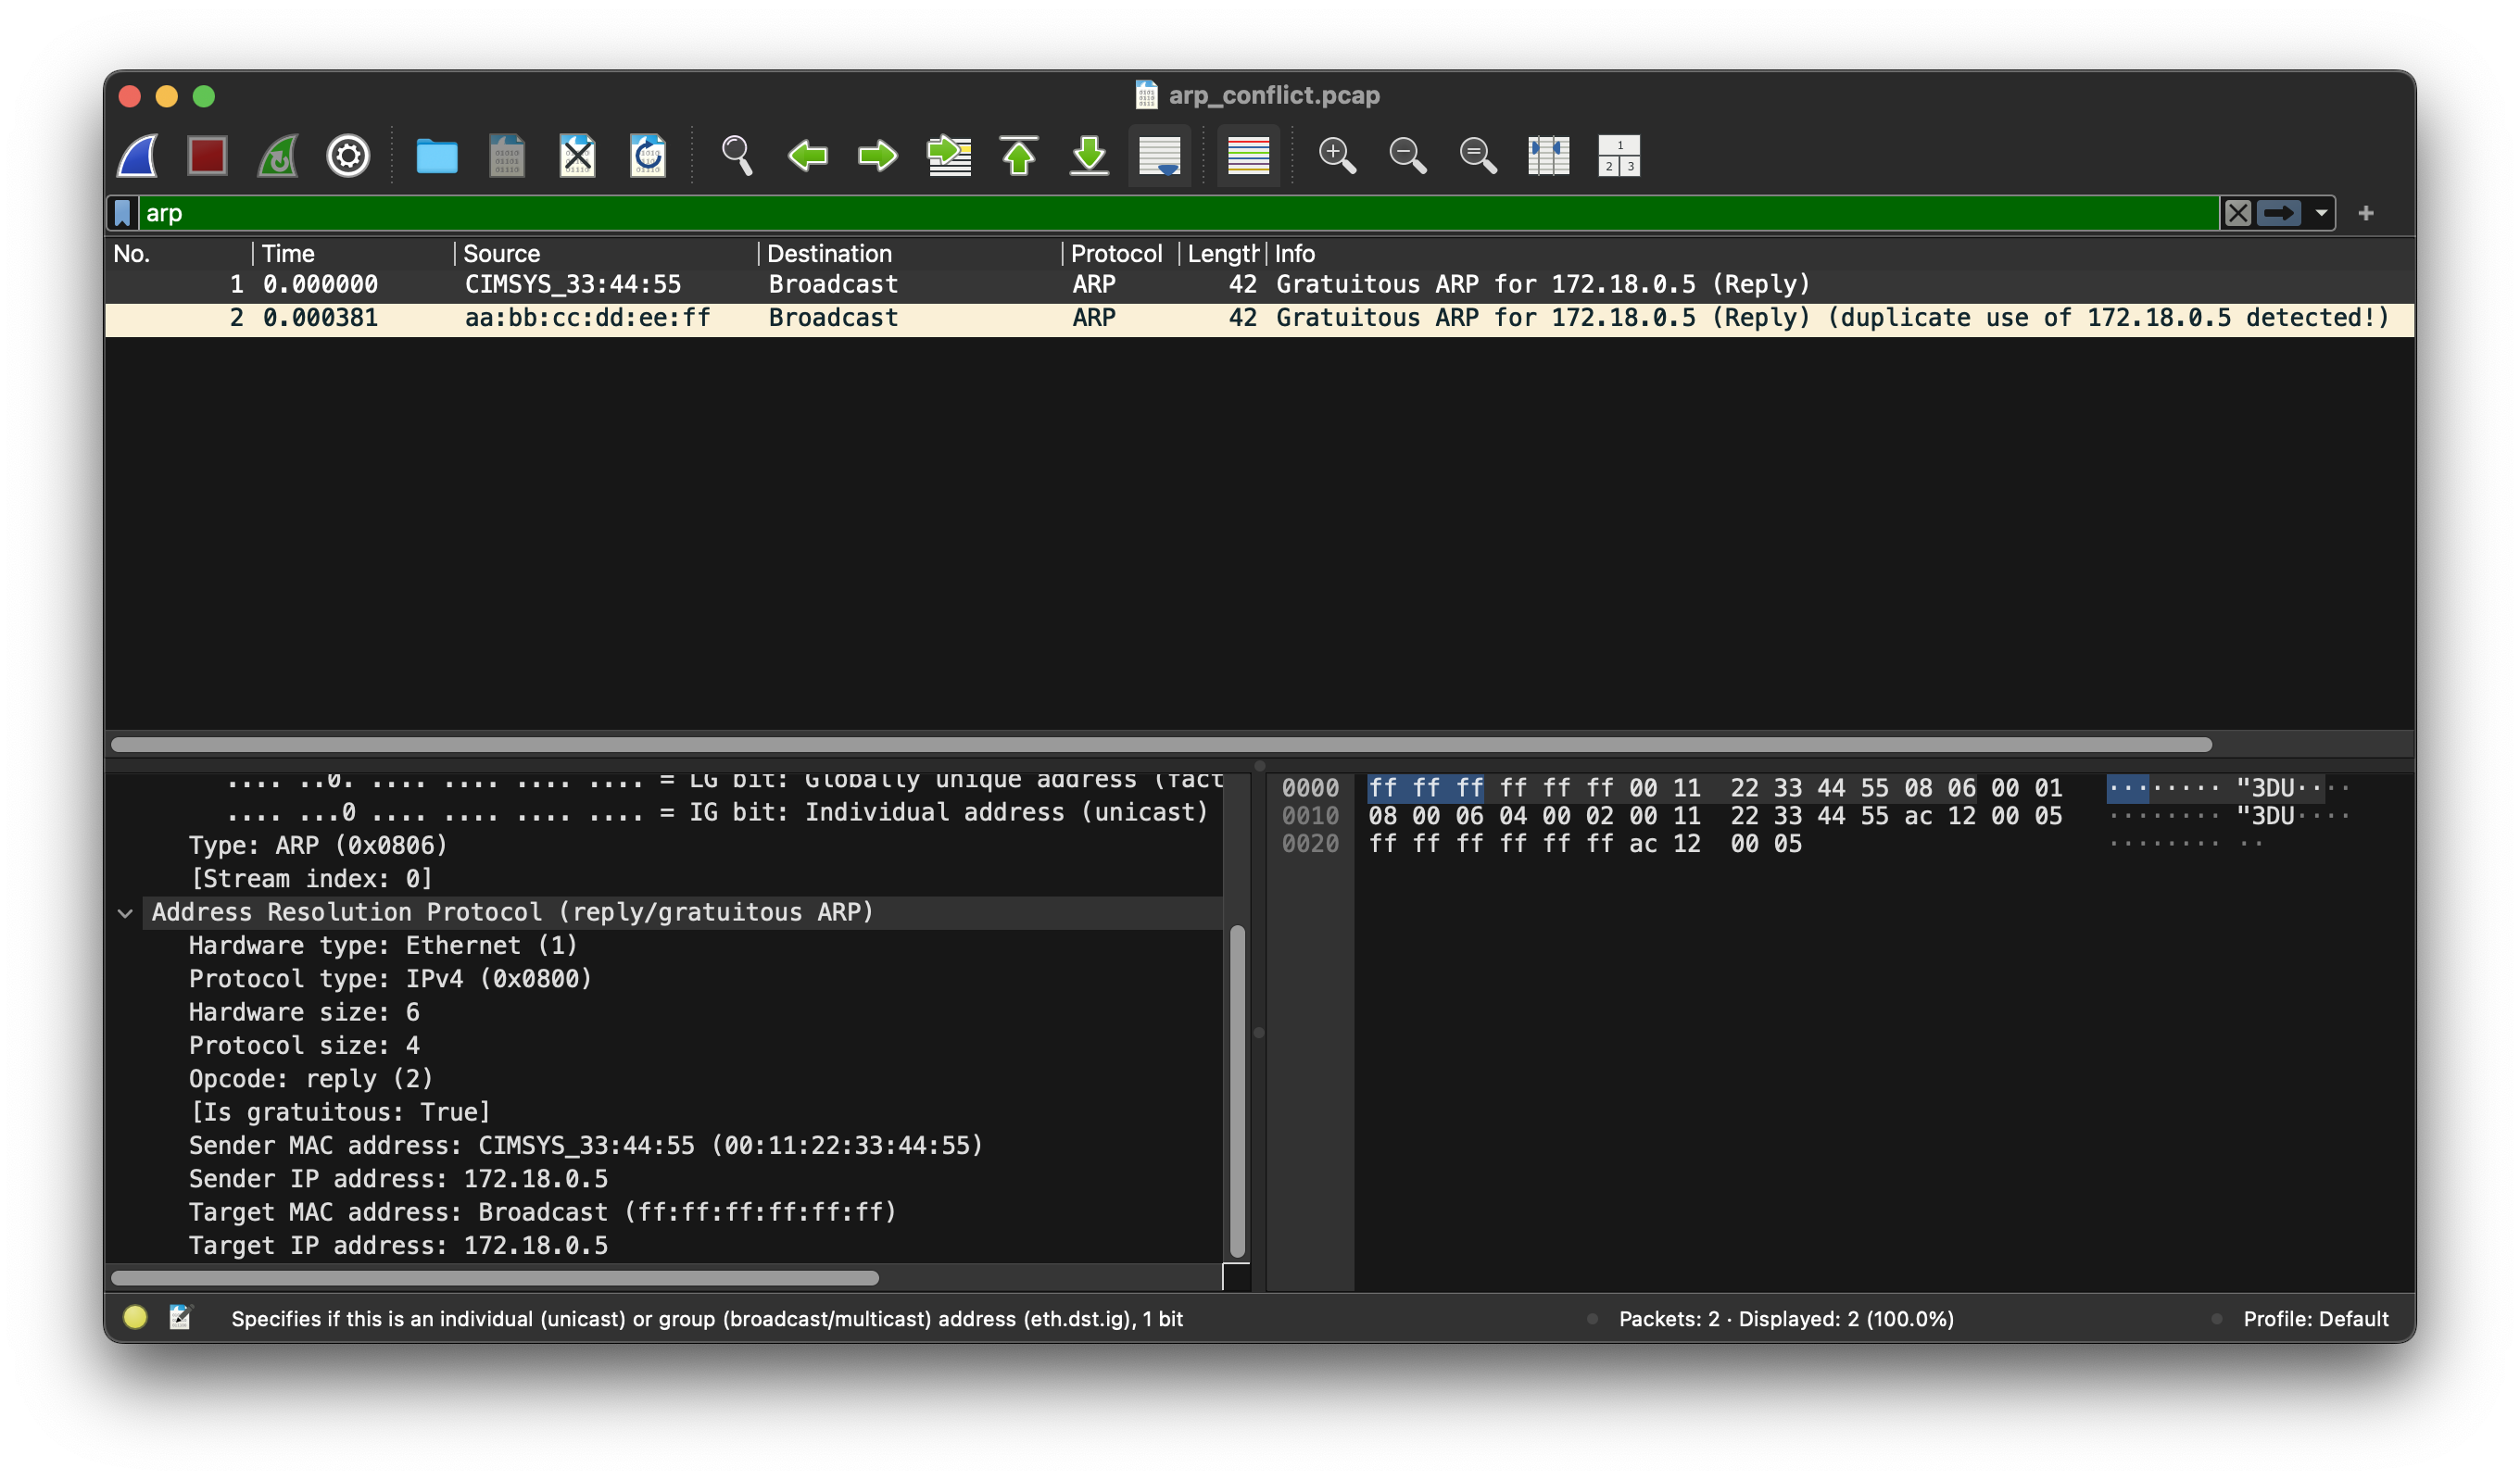 arp_conflict.pcap
arp
No. Time Source Destination Protocol Length Info
1 0.000000 CIMSYS_33:44:55 Broadcast ARP 42 Gratuitous ARP for 172.18.0.5 (Reply)
2 0.000381 aa:bb:cc:dd:ee:ff Broadcast ARP 42 Gratuitous ARP for 172.18.0.5 (Reply) (duplicate use of 172.18.0.5 detected!)
.... ..0. .... .... .... .... = LG bit: Globally unique address (fact
.... ...0 .... .... .... .... = IG bit: Individual address (unicast)
Type: ARP (0x0806)
[Stream index: 0]
Address Resolution Protocol (reply/gratuitous ARP)
Hardware type: Ethernet (1)
Protocol type: IPv4 (0x0800)
Hardware size: 6
Protocol size: 4
Opcode: reply (2)
[Is gratuitous: True]
Sender MAC address: CIMSYS_33:44:55 (00:11:22:33:44:55)
Sender IP address: 172.18.0.5
Target MAC address: Broadcast (ff:ff:ff:ff:ff:ff)
Target IP address: 172.18.0.5
0000 ff ff ff ff ff ff 00 11 22 33 44 55 08 06 00 01 ········ "3DU····
0010 08 00 06 04 00 02 00 11 22 33 44 55 ac 12 00 05 ········ "3DU····
0020 ff ff ff ff ff ff ac 12 00 05 ········ ··
Specifies if this is an individual (unicast) or group (broadcast/multicast) address (eth.dst.ig), 1 bit
Packets: 2 · Displayed: 2 (100.0%)
Profile: Default